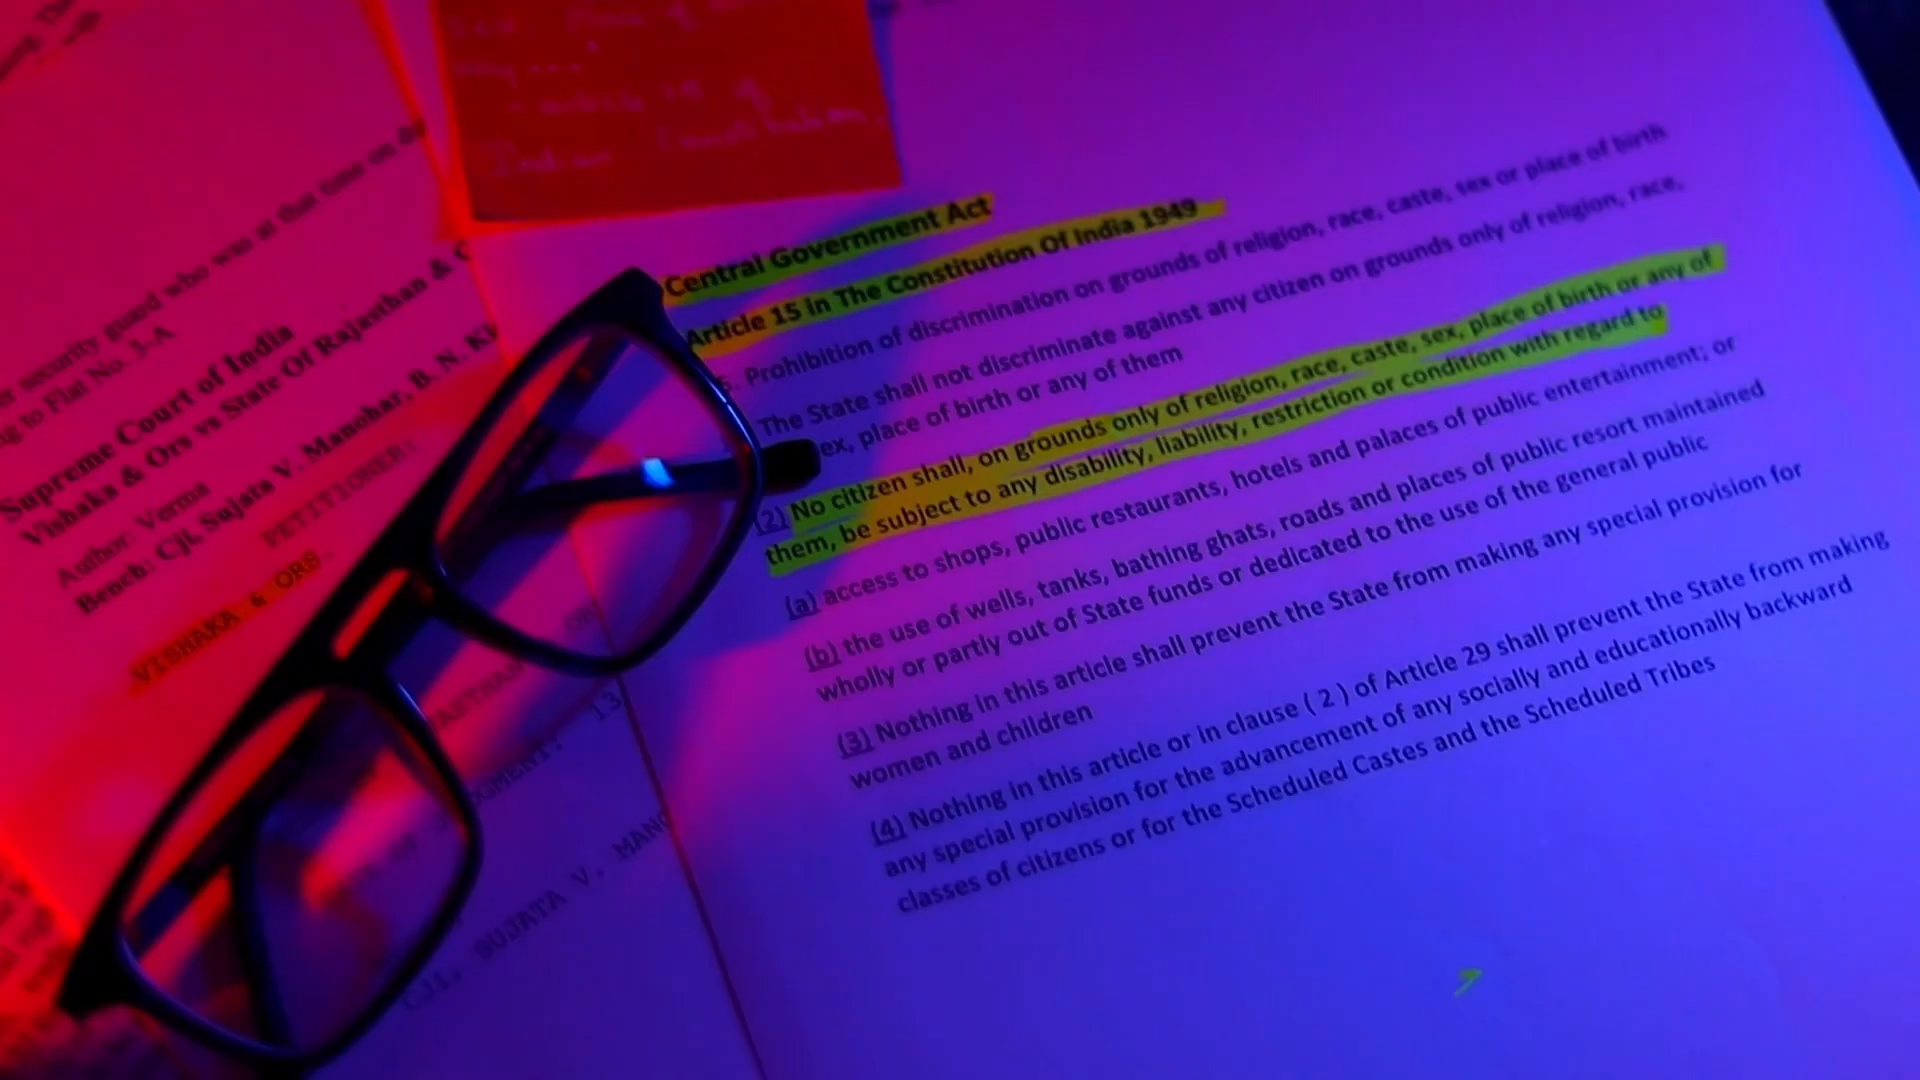 security guard who was at that time on
to Flat No. 3-A
Supreme Court of India
Vishaka & Ors vs State Of Rajasthan &
Author: Verma
Bench: CJI, Sujata V. Manohar, B. N.
PETITIONER:
VISHAKA & ORS.
JUDGMENT: 13
CJI, SUJATA V.
Central Government Act
Article 15 in The Constitution Of India 1949
Prohibition of discrimination on grounds of religion, race, caste, sex or place of birth
The State shall not discriminate against any citizen on grounds only of religion, race,
ex, place of birth or any of them
(2) No citizen shall, on grounds only of religion, race, caste, sex, place of birth or any of
them, be subject to any disability, liability, restriction or condition with regard to
(a) access to shops, public restaurants, hotels and palaces of public entertainment; or
(b) the use of wells, tanks, bathing ghats, roads and places of public resort maintained
wholly or partly out of State funds or dedicated to the use of the general public
(3) Nothing in this article shall prevent the State from making any special provision for
women and children
(4) Nothing in this article or in clause ( 2 ) of Article 29 shall prevent the State from making
any special provision for the advancement of any socially and educationally backward
classes of citizens or for the Scheduled Castes and the Scheduled Tribes